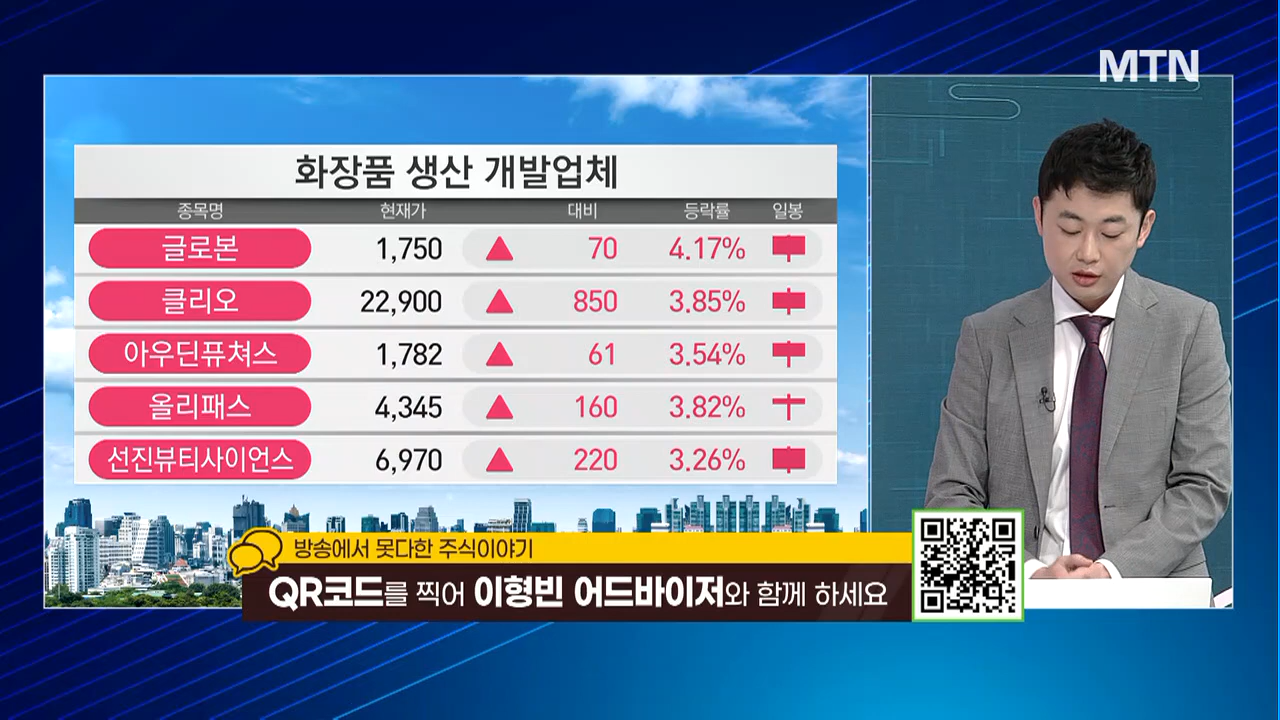 MTN
화장품 생산 개발업체
종목명 현재가 대비 등락률 일봉
글로본 1,750 ▲ 70 4.17%
클리오 22,900 ▲ 850 3.85%
아우딘퓨쳐스 1,782 ▲ 61 3.54%
올리패스 4,345 ▲ 160 3.82%
선진뷰티사이언스 6,970 ▲ 220 3.26%
방송에서 못다한 주식이야기
QR코드를 찍어 이형빈 어드바이저와 함께 하세요